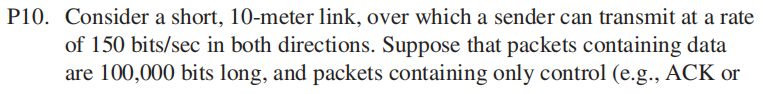 P10. Consider a short, 10-meter link, over which a sender can transmit at a rate
of 150 bits/sec in both directions. Suppose that packets containing data
are 100,000 bits long, and packets containing only control (e.g., ACK or